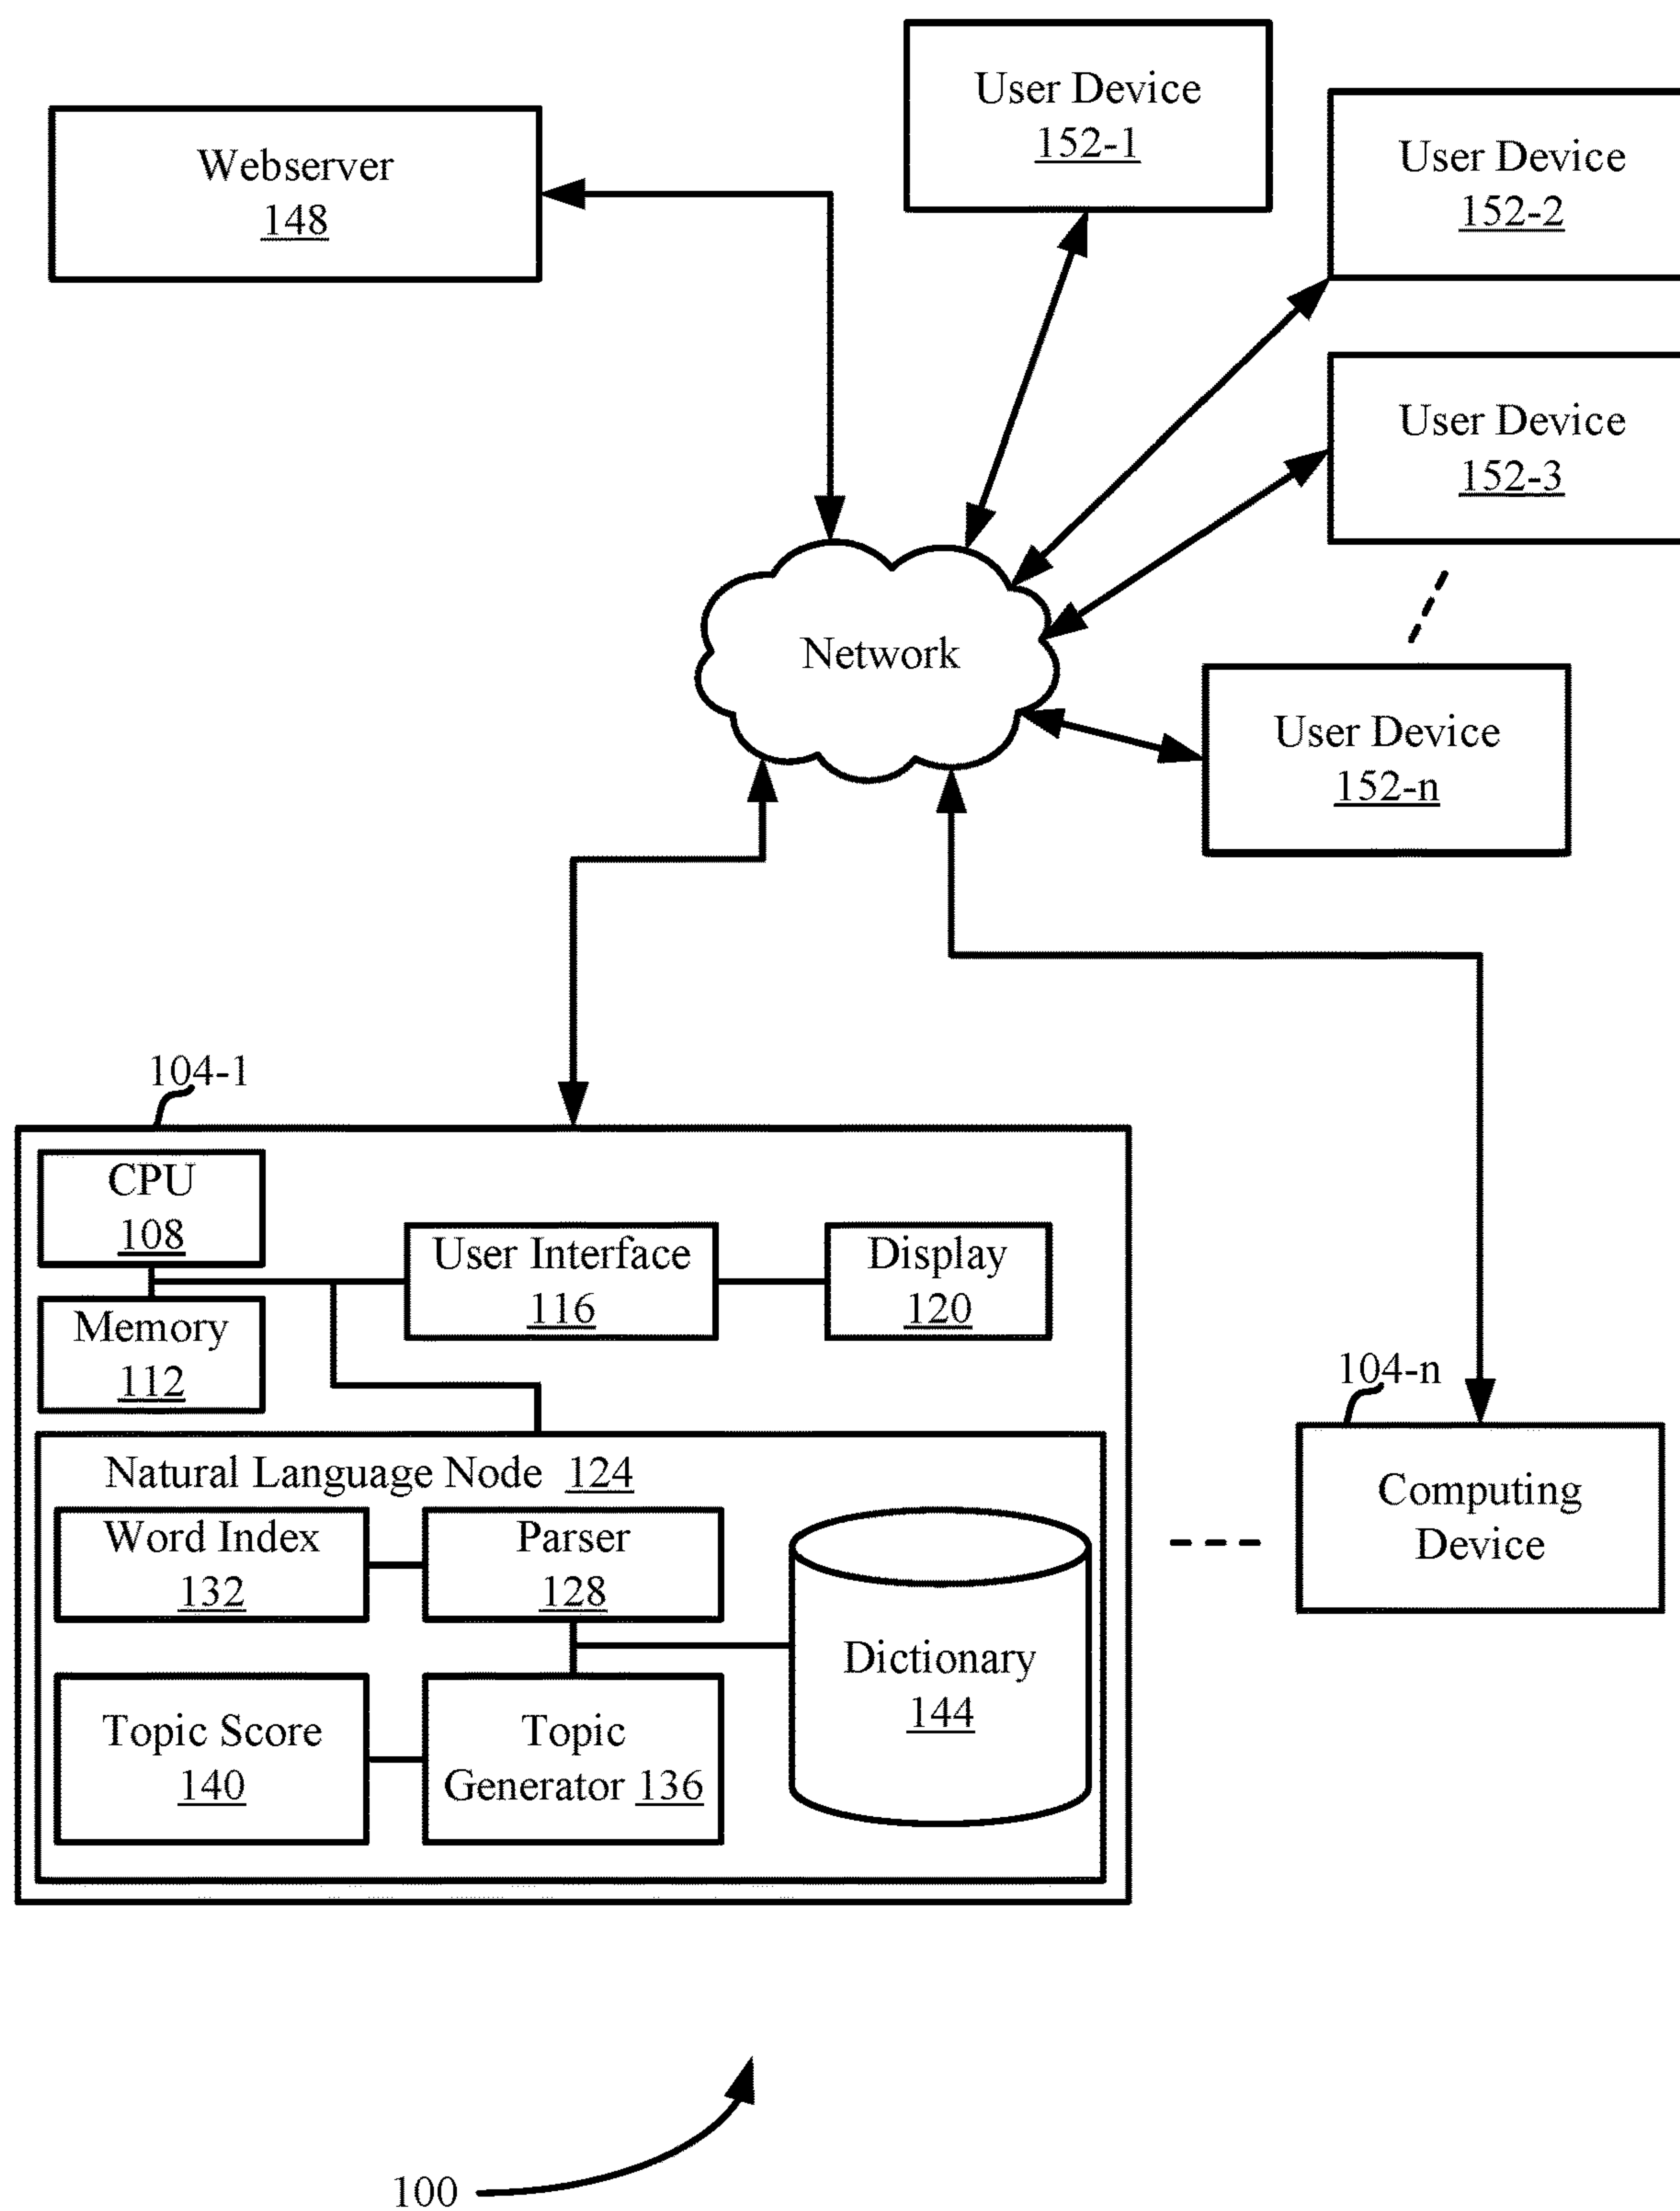 User Device
152-1
Webserver
148
User Device
152-2
User Device
152-3
Network
User Device
152-n
104-1
CPU
108
User Interface
116
Display
120
Memory
112
104-n
Computing
Device
Natural Language Node 124
Word Index
132
Parser
128
Dictionary
144
Topic Score
140
Topic
Generator 136
100